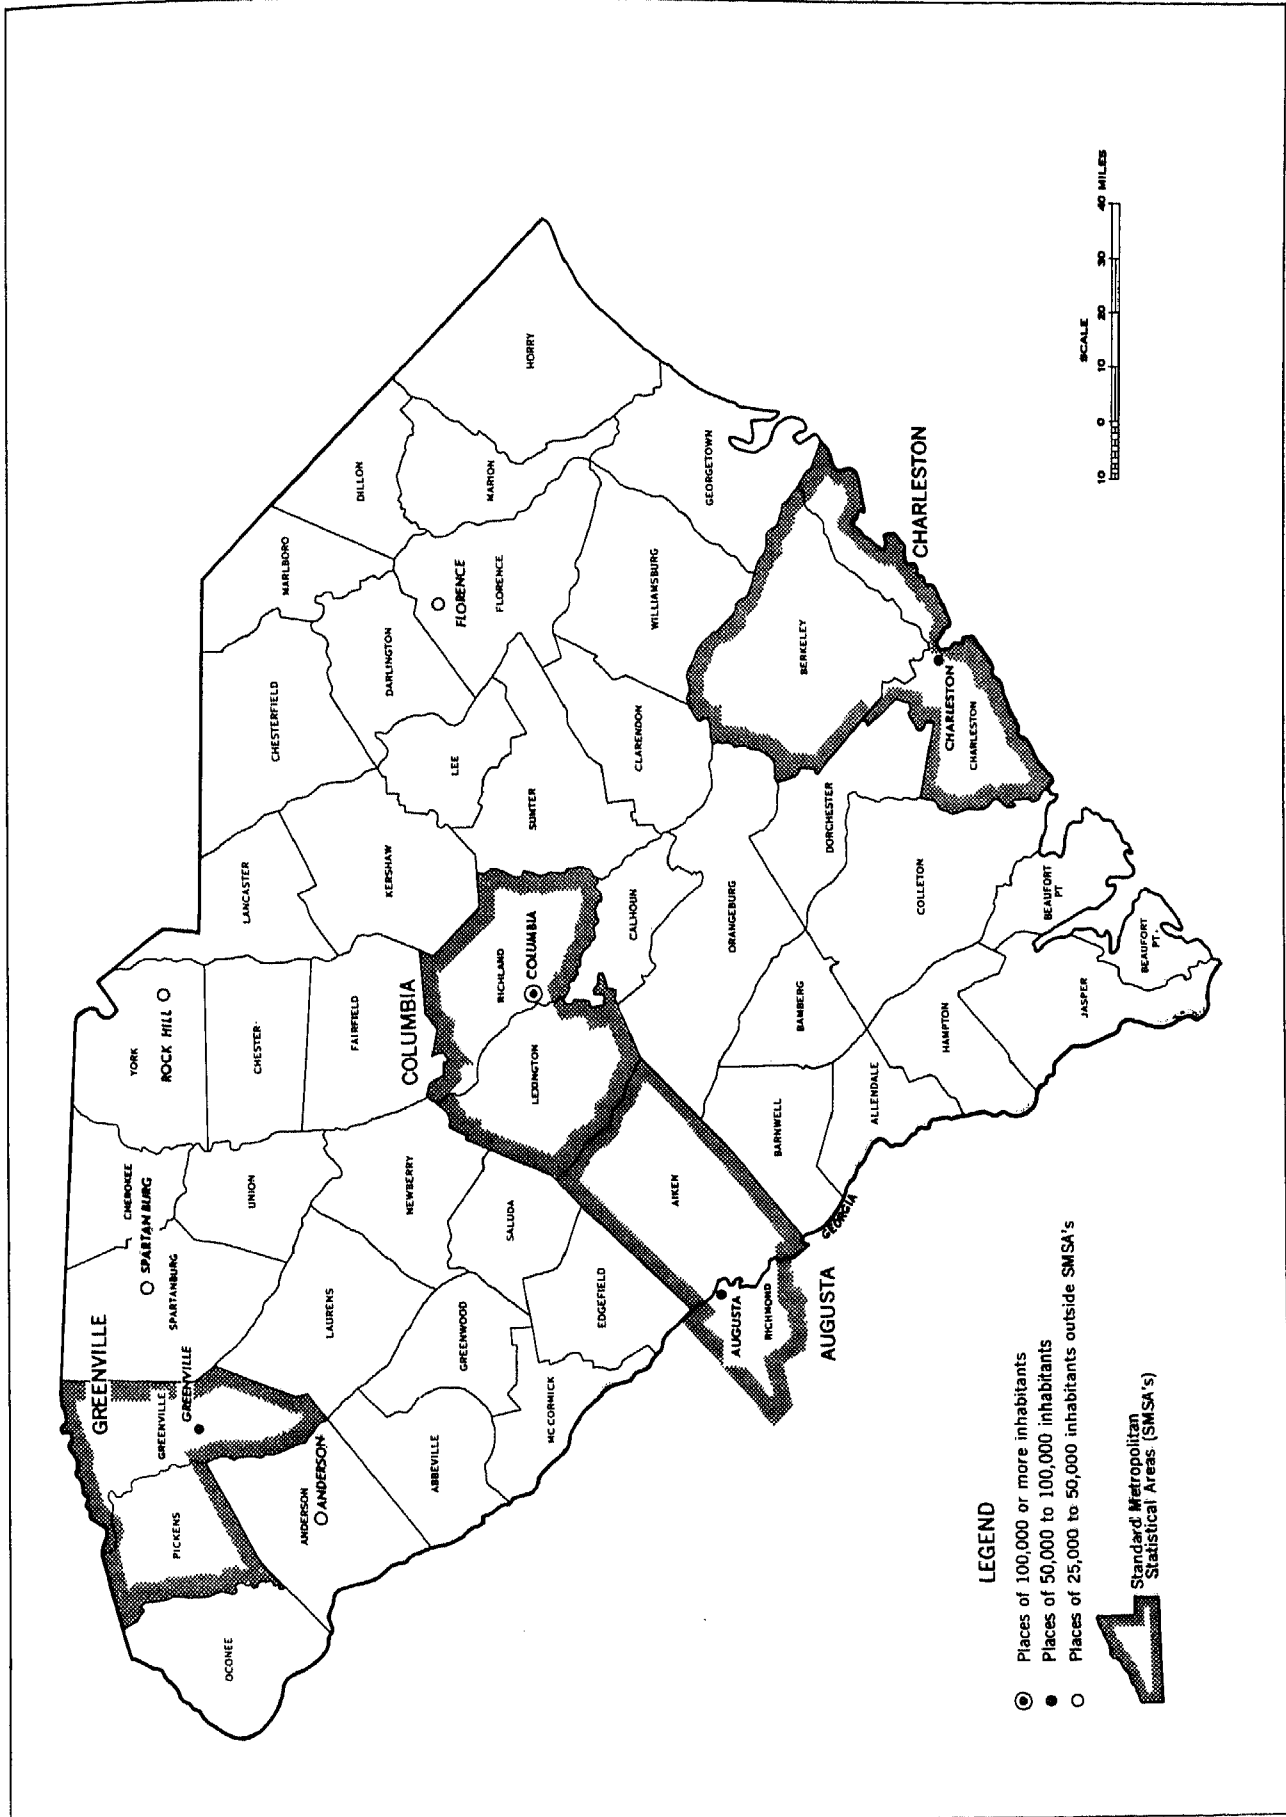 GREENVILLE
GREENVILLE
GREENVILLE
PICKENS
OCONEE
ANDERSON
ANDERSON
SPARTANBURG
SPARTANBURG
CHEROKEE
YORK
ROCK HILL
UNION
CHESTER
LANCASTER
CHESTERFIELD
MARLBORO
LAURENS
ABBEVILLE
GREENWOOD
NEWBERRY
FAIRFIELD
KERSHAW
DARLINGTON
DILLON
LEE
FLORENCE
FLORENCE
MARION
HORRY
MC CORMICK
EDGEFIELD
SALUDA
COLUMBIA
LEXINGTON
RICHLAND
COLUMBIA
SUMTER
CLARENDON
WILLIAMSBURG
GEORGETOWN
CALHOUN
ORANGEBURG
AIKEN
AUGUSTA
RICHMOND
AUGUSTA
GEORGIA
BARNWELL
BAMBERG
ALLENDALE
DORCHESTER
BERKELEY
CHARLESTON
CHARLESTON
CHARLESTON
COLLETON
HAMPTON
JASPER
BEAUFORT
PT
BEAUFORT
PT.
LEGEND
Places of 100,000 or more inhabitants
Places of 50,000 to 100,000 inhabitants
Places of 25,000 to 50,000 inhabitants outside SMSA's
Standard Metropolitan
Statistical Areas (SMSA's)
SCALE
10 0 10 20 30 40 MILES